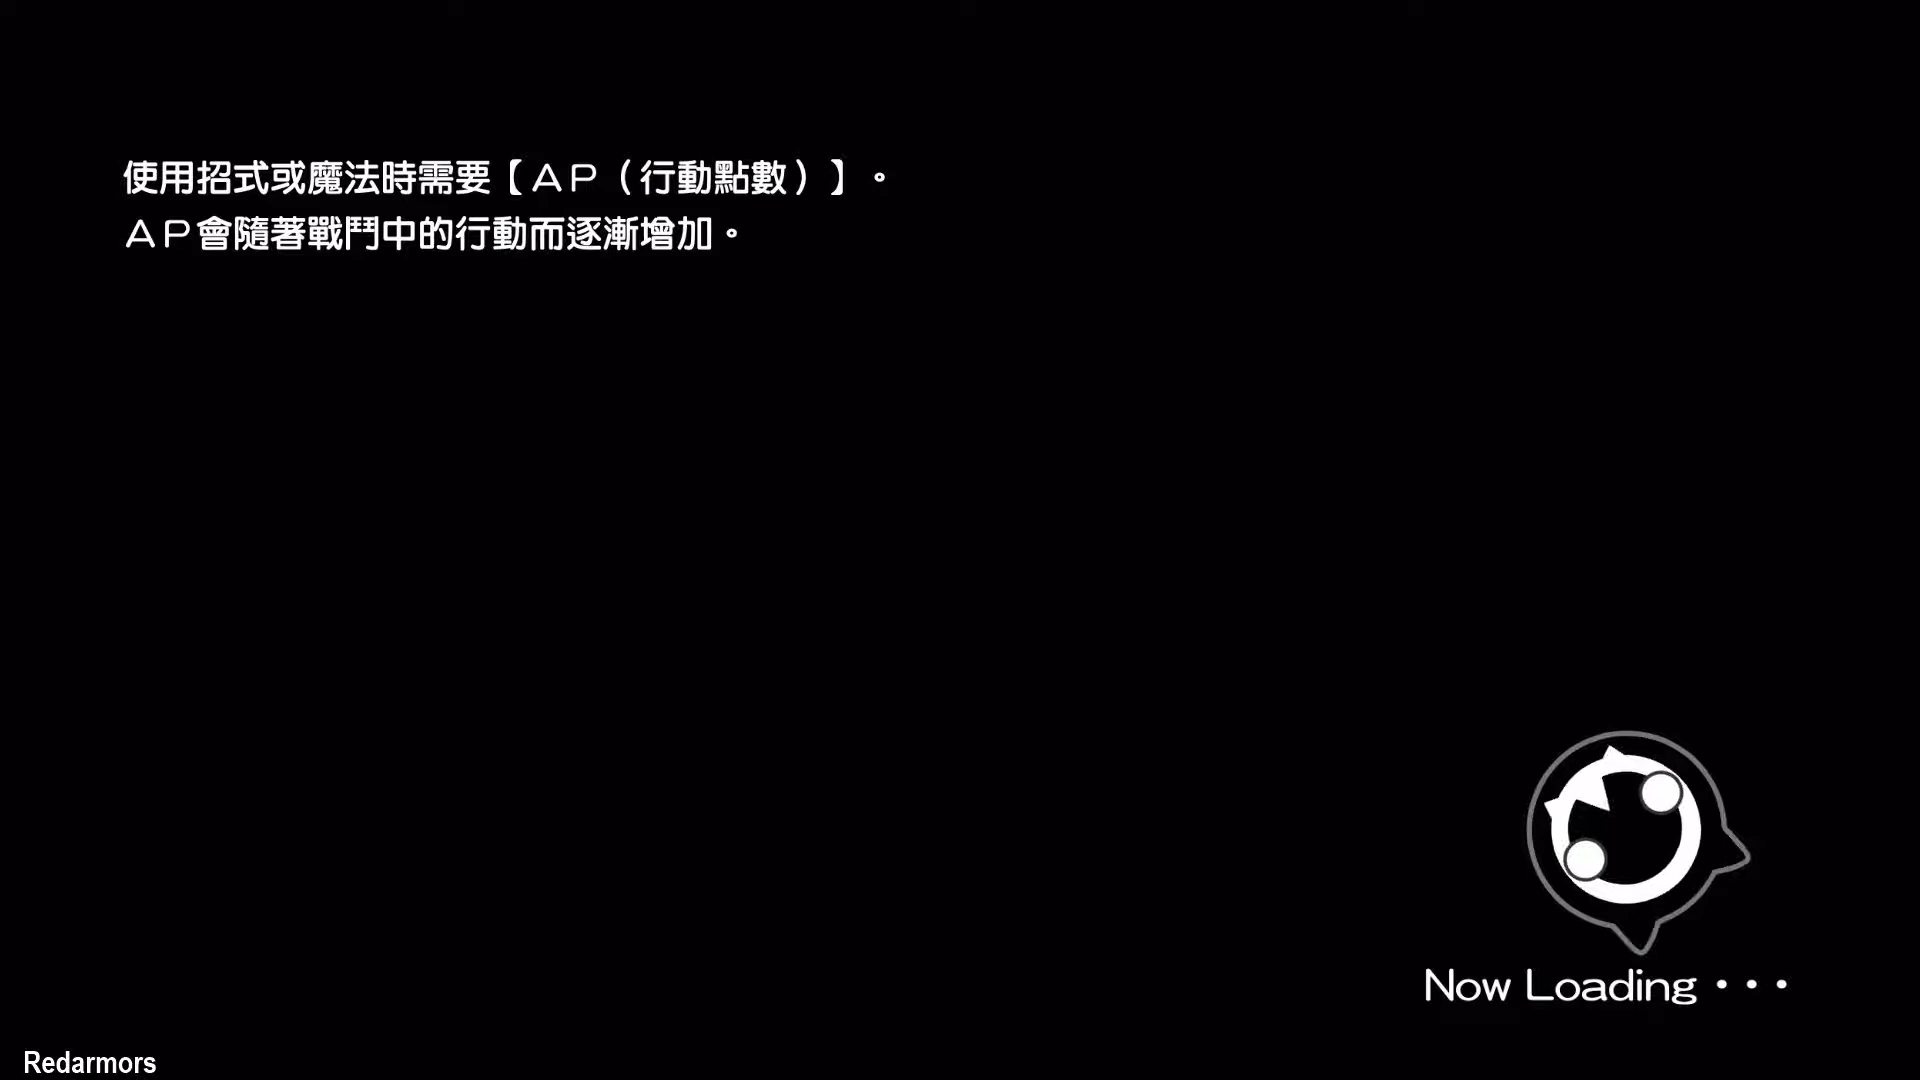 使用招式或魔法時需要【ＡＰ（行動點數）】。
ＡＰ會隨著戰鬥中的行動而逐漸增加。
Now Loading・・・
Redarmors